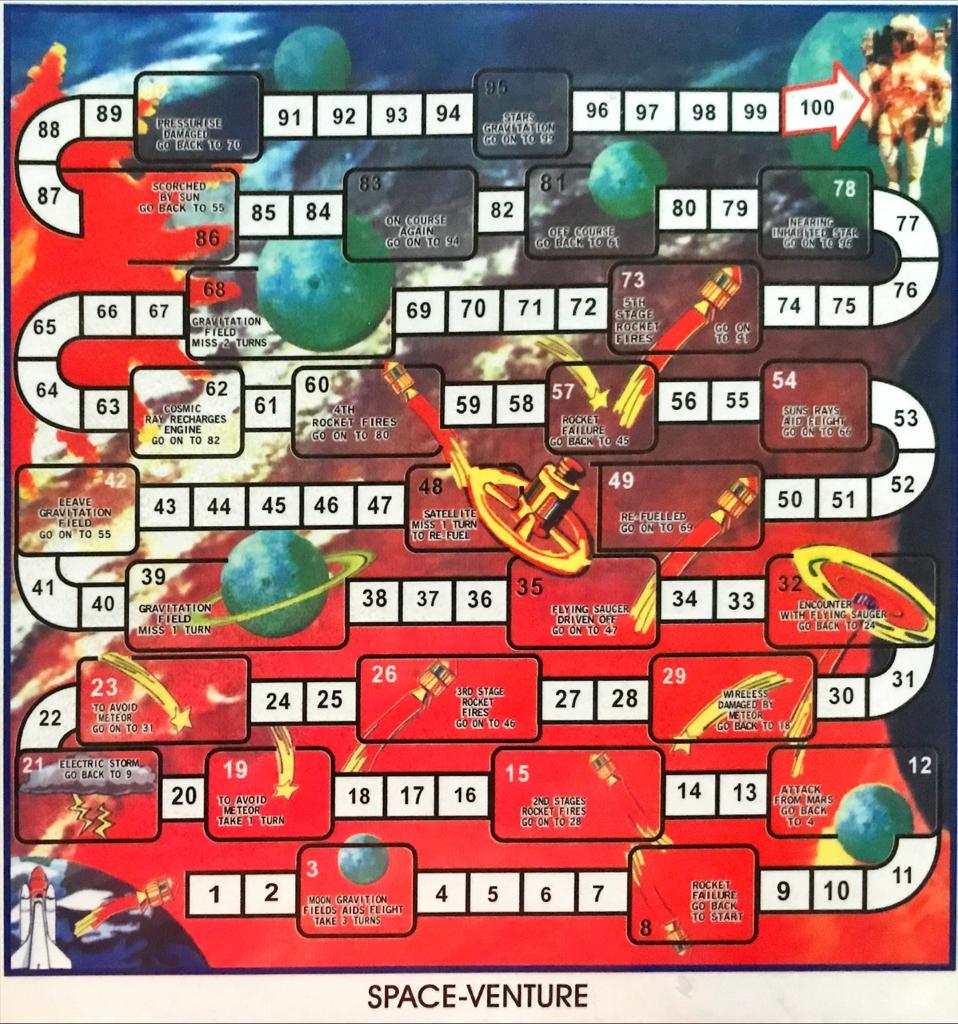 88
89
90
PRESSURISE
DAMAGED
GO BACK TO 70
91
92
93
94
95
STARS
GRAVITATION
GO ON TO 99
96
97
98
99
100
87
SCORCHED
BY SUN
GO BACK TO 55
86
85
84
83
ON COURSE
AGAIN
GO ON TO 94
82
81
OFF COURSE
GO BACK TO 61
80
79
78
NEARING
INHABITED STAR
GO ON TO 96
77
76
65
66
67
68
GRAVITATION
FIELD
MISS 2 TURNS
69
70
71
72
73
5TH
STAGE
ROCKET
FIRES
GO ON
TO 91
74
75
64
63
62
COSMIC
RAY RECHARGES
ENGINE
GO ON TO 82
61
60
4TH
ROCKET FIRES
GO ON TO 80
59
58
57
ROCKET
FAILURE
GO BACK TO 45
56
55
54
SUNS RAYS
AID FLIGHT
GO ON TO 66
53
52
42
LEAVE
GRAVITATION
FIELD
GO ON TO 55
43
44
45
46
47
48
SATELLITE
MISS 1 TURN
TO RE-FUEL
49
RE-FUELLED
GO ON TO 69
50
51
41
40
39
GRAVITATION
FIELD
MISS 1 TURN
38
37
36
35
FLYING SAUCER
DRIVEN OFF
GO ON TO 47
34
33
32
ENCOUNTER
WITH FLYING SAUCER
GO BACK TO 24
31
22
23
TO AVOID
METEOR
GO ON TO 31
24
25
26
3RD STAGE
ROCKET
FIRES
GO ON TO 46
27
28
29
WIRELESS
DAMAGED BY
METEOR
GO BACK TO 18
30
21
ELECTRIC STORM
GO BACK TO 9
20
19
TO AVOID
METEOR
TAKE 1 TURN
18
17
16
15
2ND STAGES
ROCKET FIRES
GO ON TO 28
14
13
12
ATTACK
FROM MARS
GO BACK
TO 4
1
2
3
MOON GRAVITION
FIELDS AIDS FLIGHT
TAKE 3 TURNS
4
5
6
7
8
ROCKET
FAILURE
GO BACK
TO START
9
10
11
SPACE-VENTURE